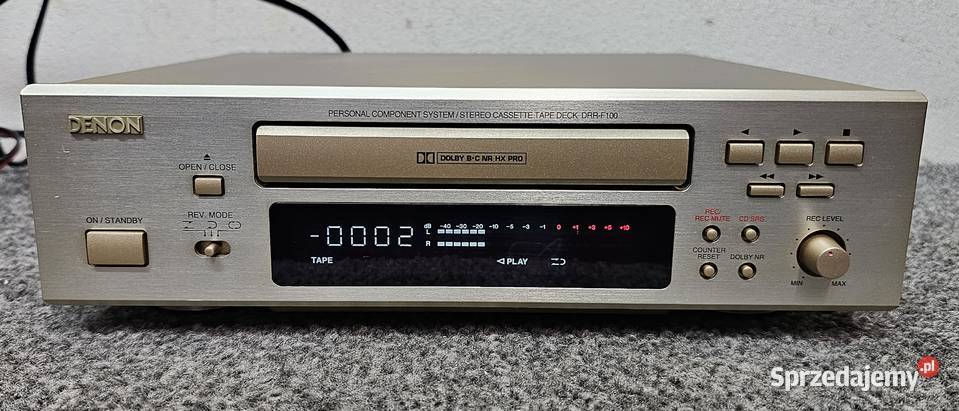 DENON
PERSONAL COMPONENT SYSTEM / STEREO CASSETTE TAPE DECK DRR-F100
DOLBY B·C NR HX PRO
OPEN / CLOSE
ON / STANDBY
REV. MODE
-0002
TAPE
dB -40 -30 -20 -10 -5 -3 -1 0 +1 +3 +5 +10
L
R
PLAY
REC/
REC MUTE
CD SRS.
COUNTER
RESET
DOLBY NR
REC LEVEL
MIN
MAX
Sprzedajemy.pl